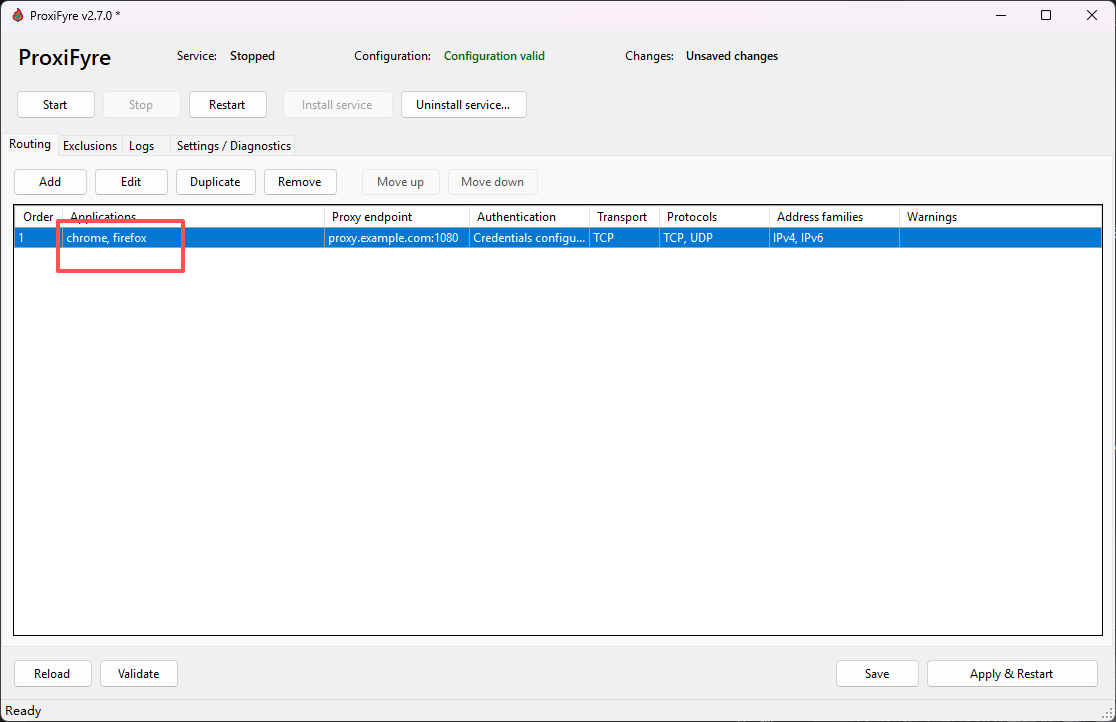 ProxiFyre v2.7.0 *
ProxiFyre Service: Stopped Configuration: Configuration valid Changes: Unsaved changes
Start Stop Restart Install service Uninstall service...
Routing Exclusions Logs Settings / Diagnostics
Add Edit Duplicate Remove Move up Move down
Order Applications Proxy endpoint Authentication Transport Protocols Address families Warnings
1 chrome, firefox proxy.example.com:1080 Credentials configu... TCP TCP, UDP IPv4, IPv6
Reload Validate Save Apply & Restart
Ready